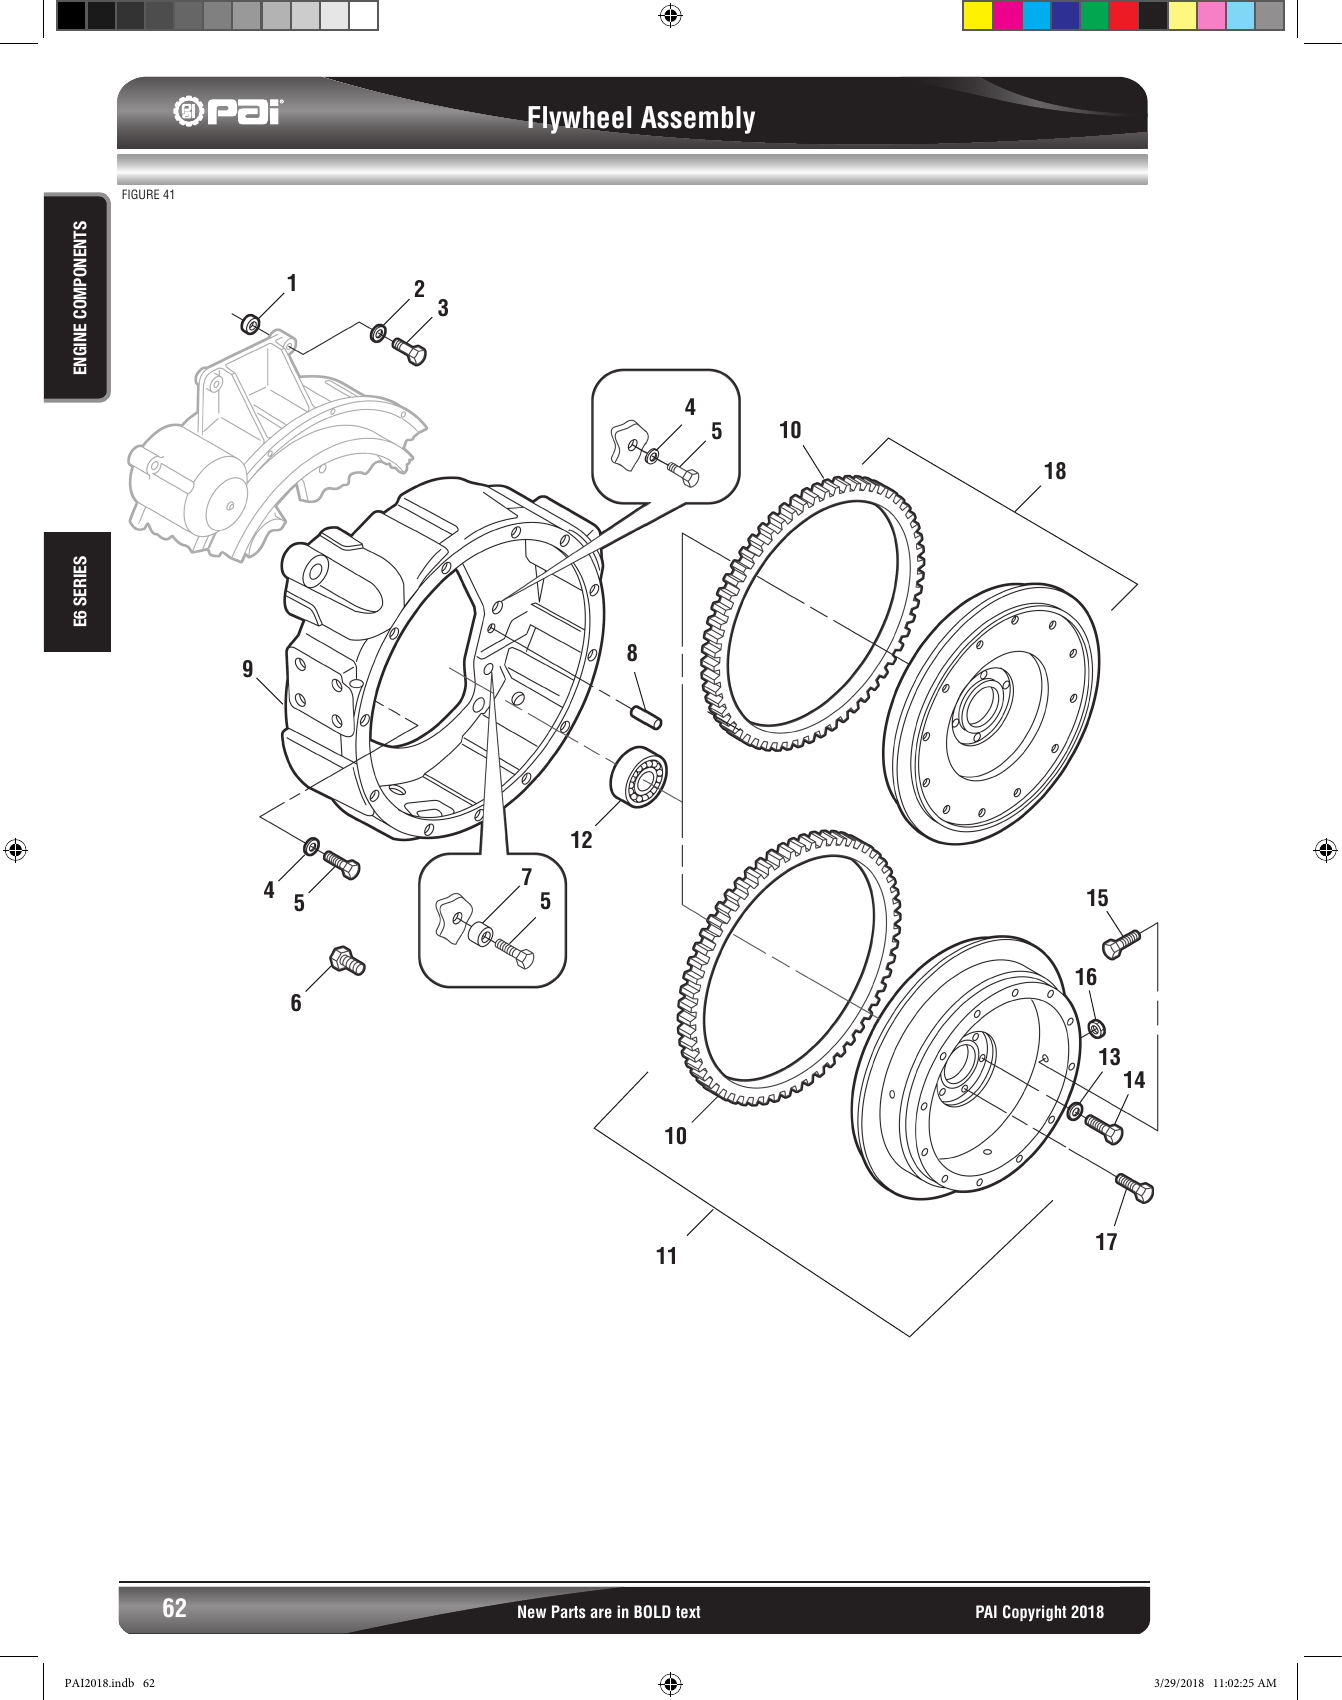 PAI
Flywheel Assembly
FIGURE 41
ENGINE COMPONENTS
E6 SERIES
1
2
3
4
5
10
18
9
8
12
4
5
7
5
6
15
16
13
14
10
11
17
62
New Parts are in BOLD text
PAI Copyright 2018
PAI2018.indb 62
3/29/2018 11:02:25 AM